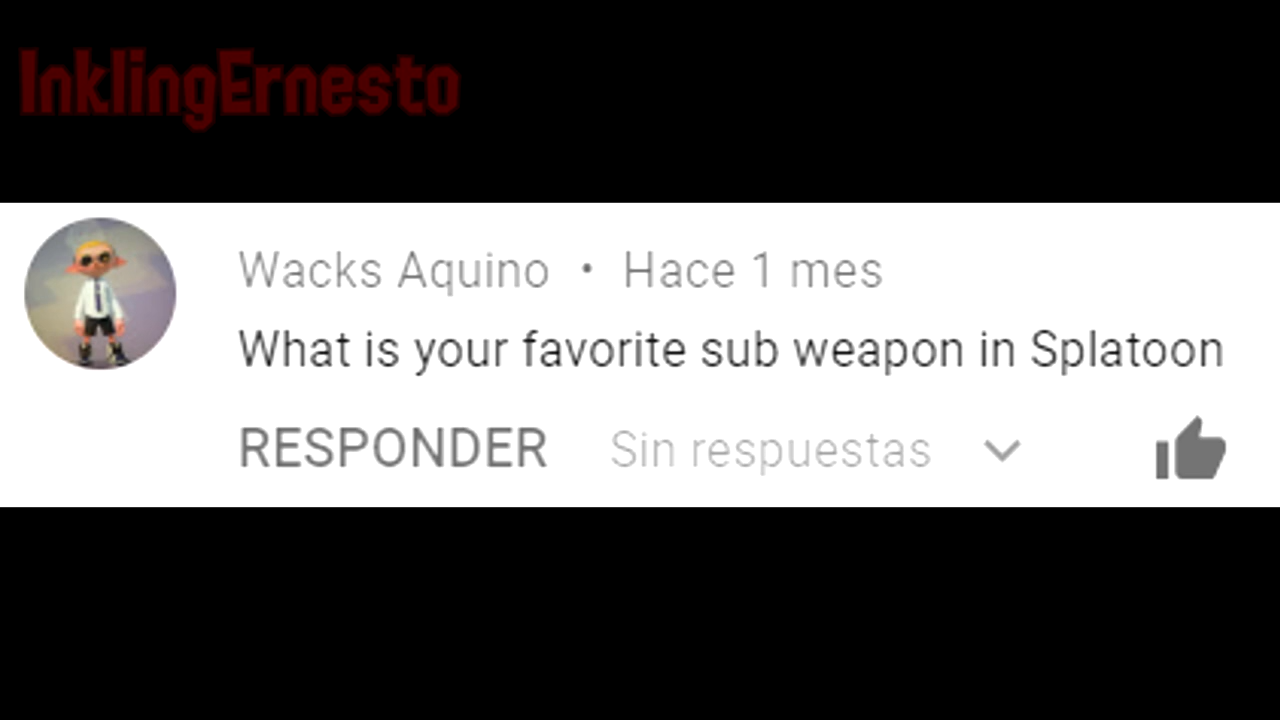 InklingErnesto
Wacks Aquino • Hace 1 mes
What is your favorite sub weapon in Splatoon
RESPONDER Sin respuestas